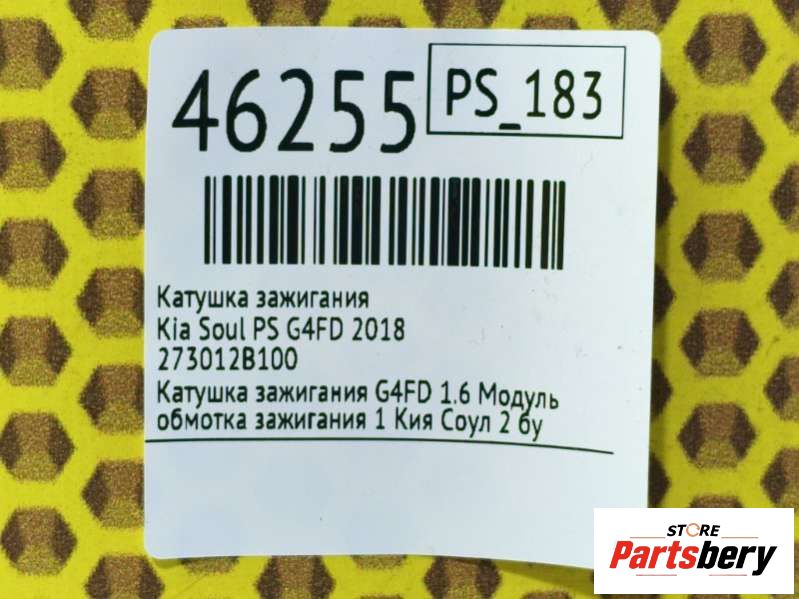 46255
PS_183
Катушка зажигания
Kia Soul PS G4FD 2018
273012B100
Катушка зажигания G4FD 1.6 Модуль
обмотка зажигания 1 Кия Соул 2 бу
STORE
Partsbery